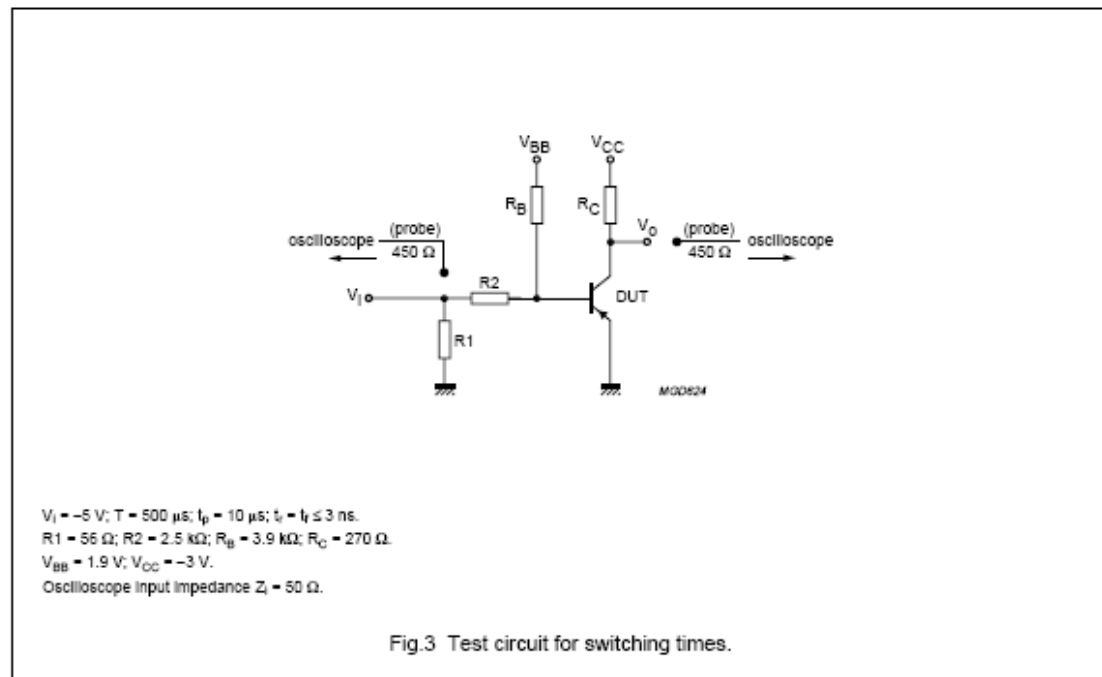 V_BB V_CC
R_B R_C
V_o
(probe) (probe)
oscilloscope 450 Ω 450 Ω oscilloscope
R2
V_I DUT
R1
MGD624
V_i = −5 V; T = 500 μs; t_p = 10 μs; t_r = t_f ≤ 3 ns.
R1 = 56 Ω; R2 = 2.5 kΩ; R_B = 3.9 kΩ; R_C = 270 Ω.
V_BB = 1.9 V; V_CC = −3 V.
Oscilloscope input impedance Z_i = 50 Ω.
Fig.3 Test circuit for switching times.